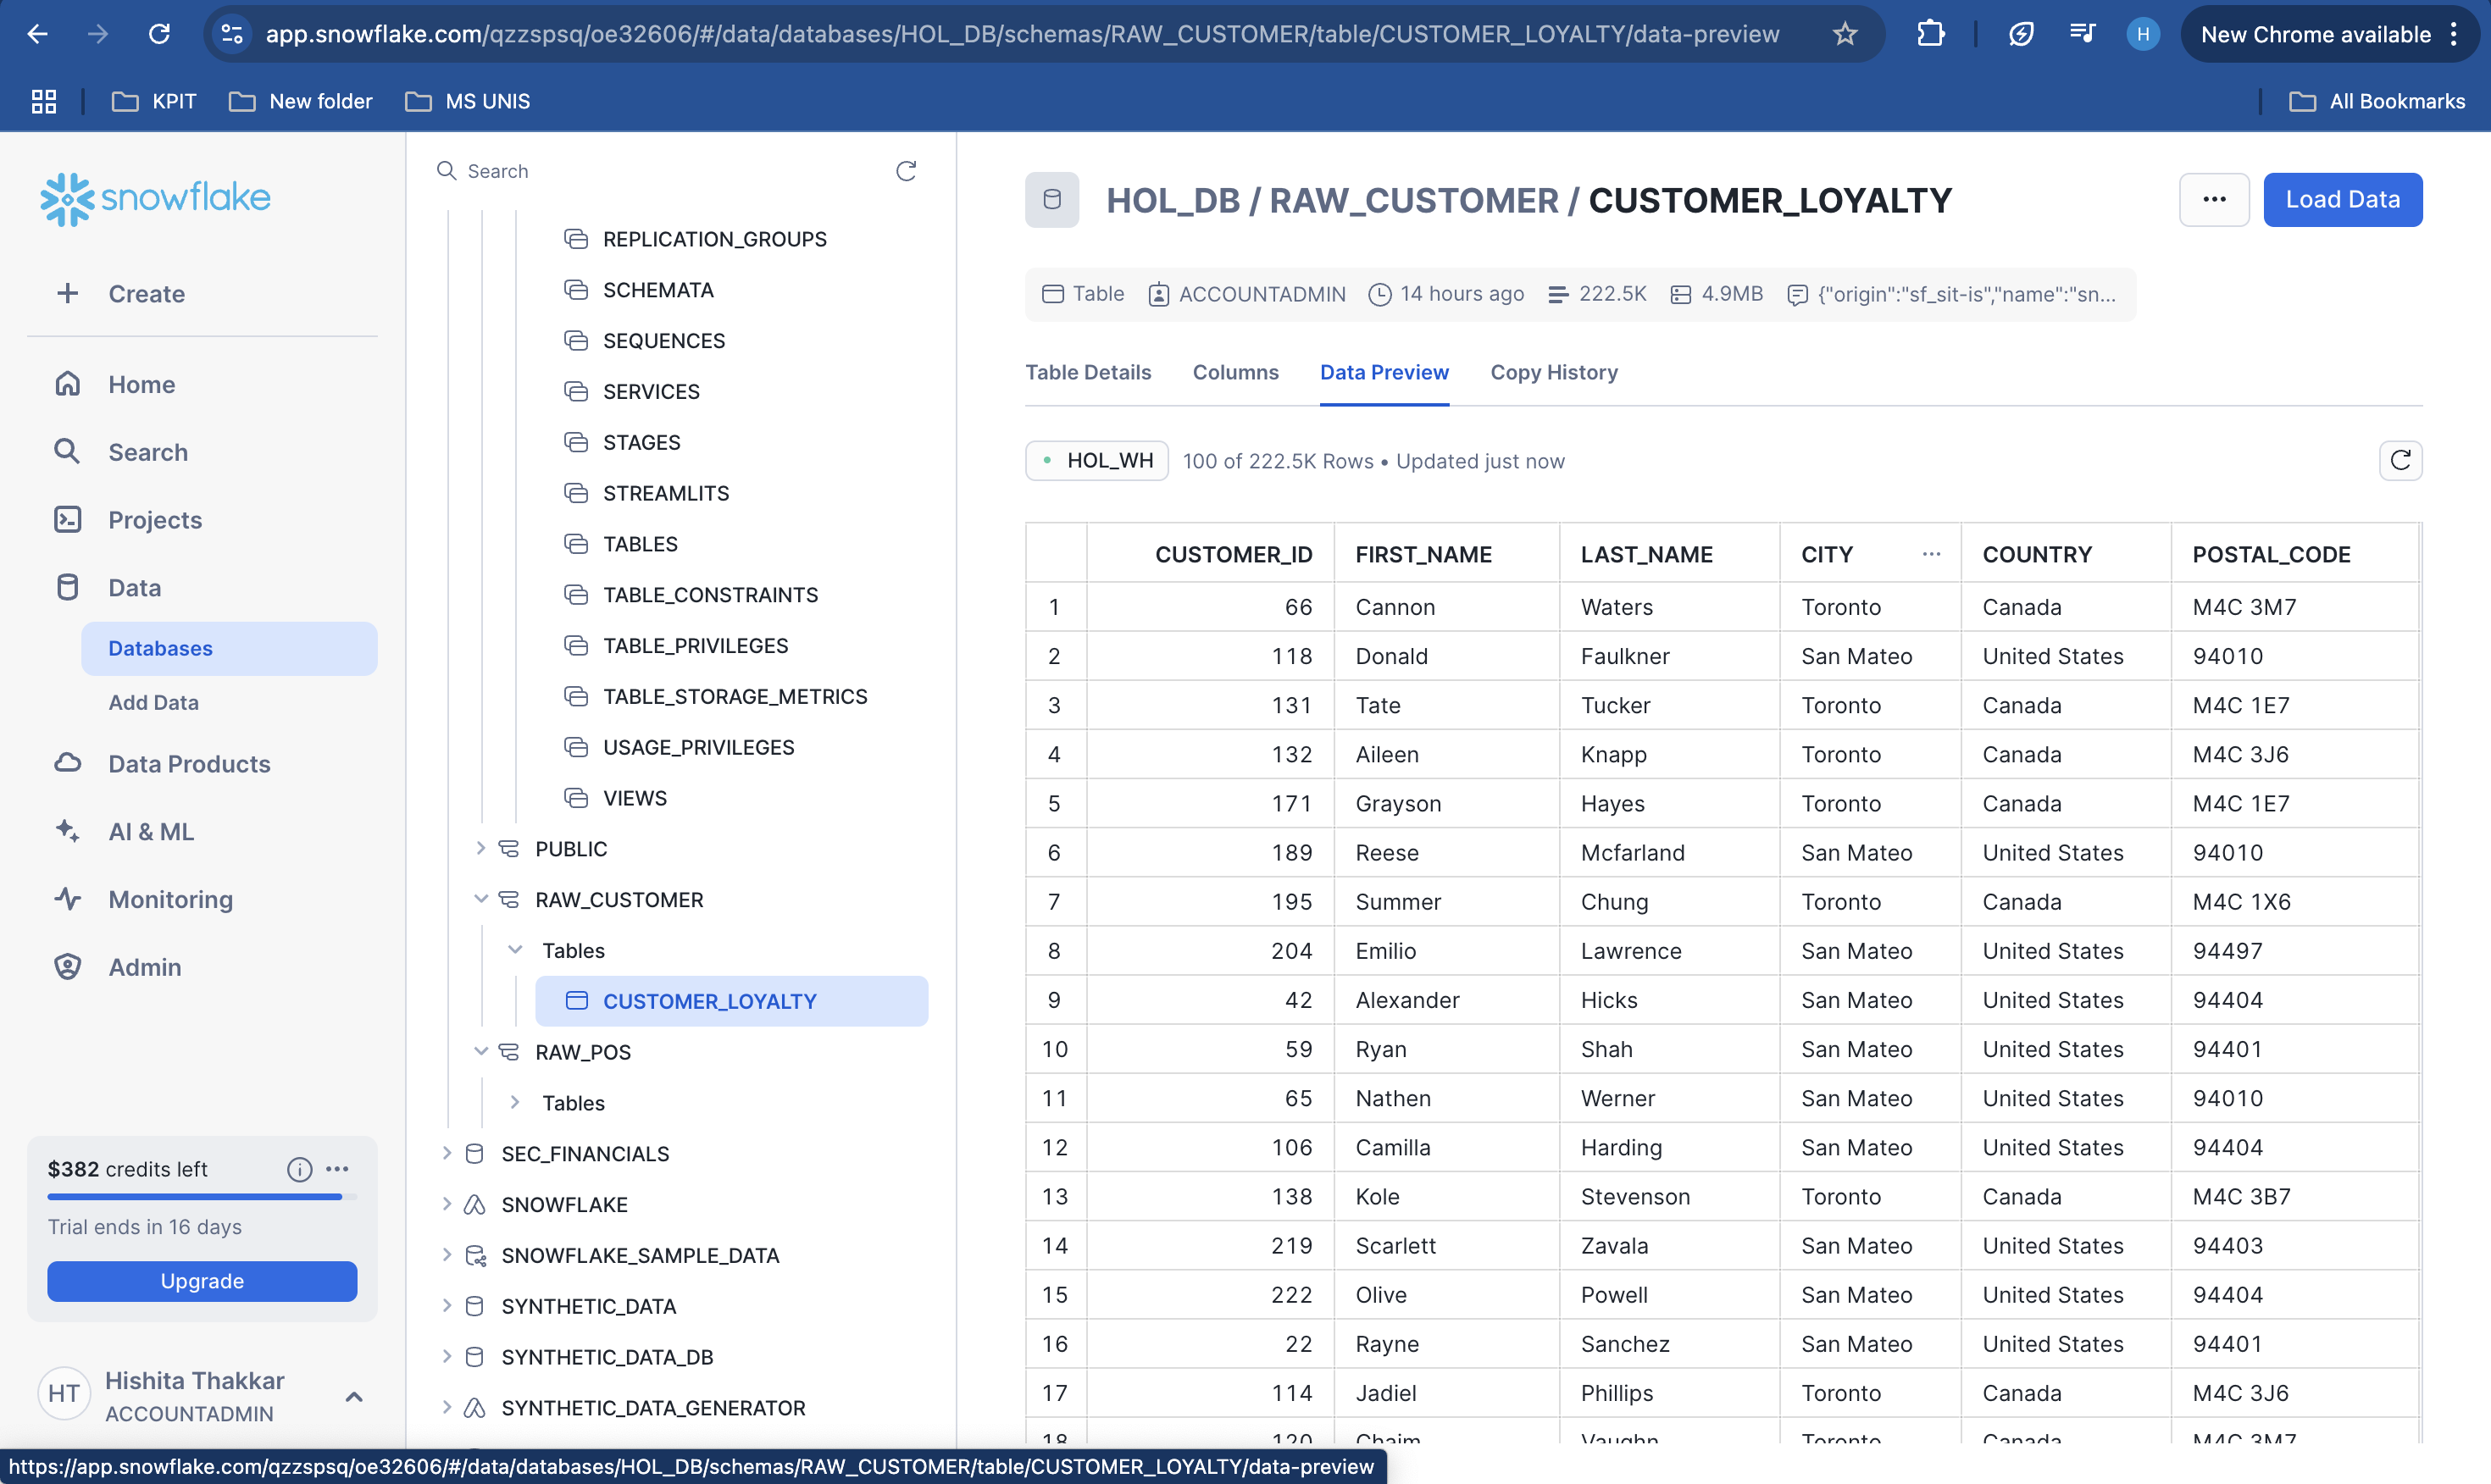 app.snowflake.com/qzzspsq/oe32606/#/data/databases/HOL_DB/schemas/RAW_CUSTOMER/table/CUSTOMER_LOYALTY/data-preview
H
New Chrome available
KPIT
New folder
MS UNIS
All Bookmarks
snowflake
Create
Home
Search
Projects
Data
Databases
Add Data
Data Products
AI & ML
Monitoring
Admin
$382 credits left
Trial ends in 16 days
Upgrade
HT
Hishita Thakkar
ACCOUNTADMIN
Search
REPLICATION_GROUPS
SCHEMATA
SEQUENCES
SERVICES
STAGES
STREAMLITS
TABLES
TABLE_CONSTRAINTS
TABLE_PRIVILEGES
TABLE_STORAGE_METRICS
USAGE_PRIVILEGES
VIEWS
PUBLIC
RAW_CUSTOMER
Tables
CUSTOMER_LOYALTY
RAW_POS
Tables
SEC_FINANCIALS
SNOWFLAKE
SNOWFLAKE_SAMPLE_DATA
SYNTHETIC_DATA
SYNTHETIC_DATA_DB
SYNTHETIC_DATA_GENERATOR
HOL_DB / RAW_CUSTOMER / CUSTOMER_LOYALTY
... Load Data
Table ACCOUNTADMIN 14 hours ago 222.5K 4.9MB {"origin":"sf_sit-is","name":"sn...
Table Details Columns Data Preview Copy History
HOL_WH 100 of 222.5K Rows • Updated just now
CUSTOMER_ID FIRST_NAME LAST_NAME CITY ... COUNTRY POSTAL_CODE
1 66 Cannon Waters Toronto Canada M4C 3M7
2 118 Donald Faulkner San Mateo United States 94010
3 131 Tate Tucker Toronto Canada M4C 1E7
4 132 Aileen Knapp Toronto Canada M4C 3J6
5 171 Grayson Hayes Toronto Canada M4C 1E7
6 189 Reese Mcfarland San Mateo United States 94010
7 195 Summer Chung Toronto Canada M4C 1X6
8 204 Emilio Lawrence San Mateo United States 94497
9 42 Alexander Hicks San Mateo United States 94404
10 59 Ryan Shah San Mateo United States 94401
11 65 Nathen Werner San Mateo United States 94010
12 106 Camilla Harding San Mateo United States 94404
13 138 Kole Stevenson Toronto Canada M4C 3B7
14 219 Scarlett Zavala San Mateo United States 94403
15 222 Olive Powell San Mateo United States 94404
16 22 Rayne Sanchez San Mateo United States 94401
17 114 Jadiel Phillips Toronto Canada M4C 3J6
18 120 Chaim Vaughn Toronto Canada M4C 3M7
https://app.snowflake.com/qzzspsq/oe32606/#/data/databases/HOL_DB/schemas/RAW_CUSTOMER/table/CUSTOMER_LOYALTY/data-preview